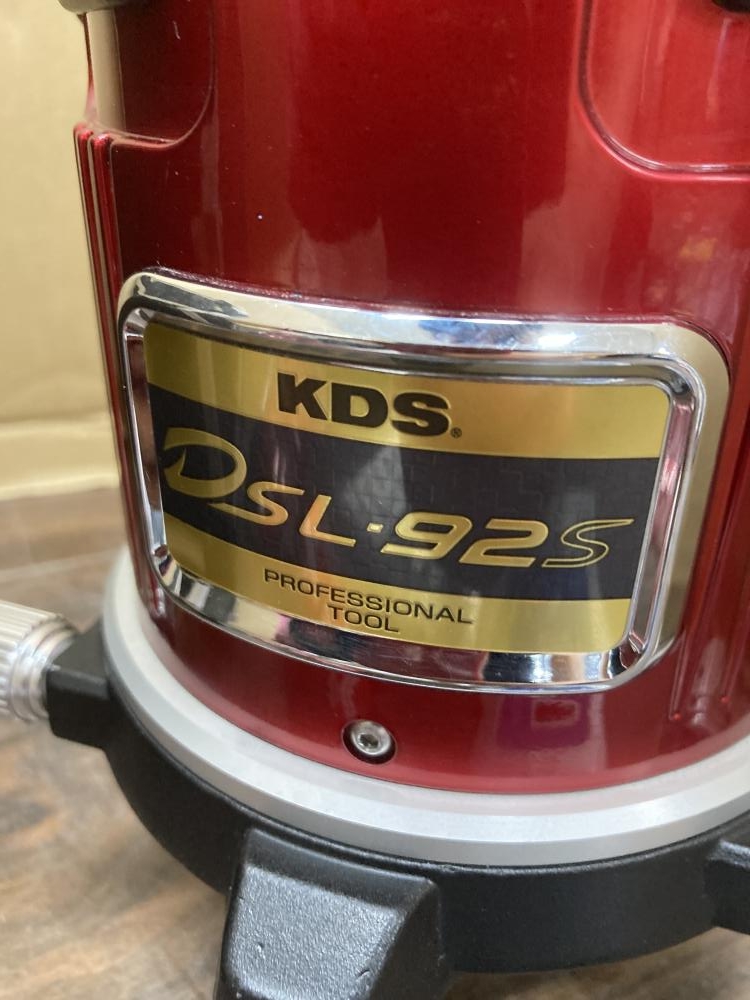 KDS®
DSL·92S
PROFESSIONAL
TOOL